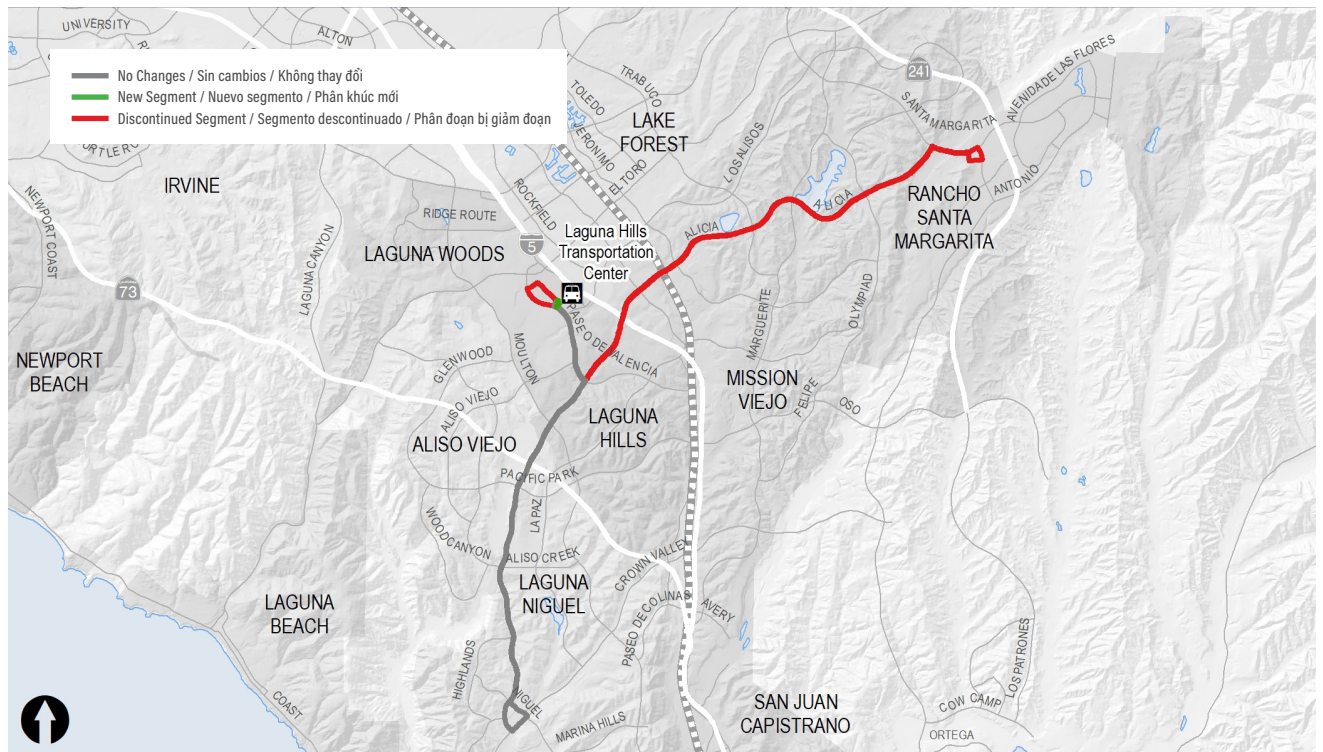 UNIVERSITY
ALTON
No Changes / Sin cambios / Không thay đổi
New Segment / Nuevo segmento / Phân khúc mới
Discontinued Segment / Segmento descontinuado / Phân đoạn bị giảm đoạn
TRABUGO
TOLEDO
JERONIMO
EL TORO
LAKE
FOREST
LOS ALISOS
241
SANTA MARGARITA
AVENIDA DE LAS FLORES
ANTONIO
RANCHO
SANTA
MARGARITA
ALICIA
ALICIA
IRVINE
NEWPORT COAST
LAGUNA CANYON
RIDGE ROUTE
ROCKFIELD
5
Laguna Hills
Transportation
Center
LAGUNA WOODS
73
NEWPORT
BEACH
GLENWOOD
MOULTON
PASEO DE VALENCIA
MARGUERITE
OLYMPIAD
MISSION
VIEJO
FELIPE
OSO
ALISO VIEJO
ALISO VIEJO
LAGUNA
HILLS
PACIFIC PARK
LA PAZ
WOOD CANYON
ALISO CREEK
CROWN VALLEY
LAGUNA
NIGUEL
LAGUNA
BEACH
PASEO DE COLINAS
AVERY
HIGHLANDS
NIGUEL
MARINA HILLS
COAST
SAN JUAN
CAPISTRANO
COW CAMP
LOS PATRONES
ORTEGA